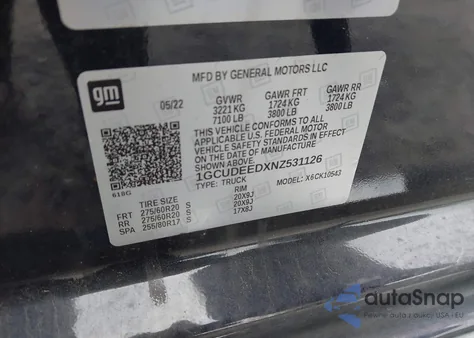 MFD BY GENERAL MOTORS LLC
gm
05/22
GVWR GAWR FRT GAWR RR
3221 KG 1724 KG 1724 KG
7100 LB 3800 LB 3800 LB
THIS VEHICLE CONFORMS TO ALL
APPLICABLE U.S. FEDERAL MOTOR
VEHICLE SAFETY STANDARDS IN EFFECT
ON THE DATE OF MANUFACTURE SHOWN ABOVE.
1GCUDEEDXNZ531126
TYPE: TRUCK MODEL: X6CK10543
618G
TIRE SIZE RIM
FRT 275/60R20 S 20X9J
RR 275/60R20 S 20X9J
SPA 255/80R17 S 17X8J
autoSnap